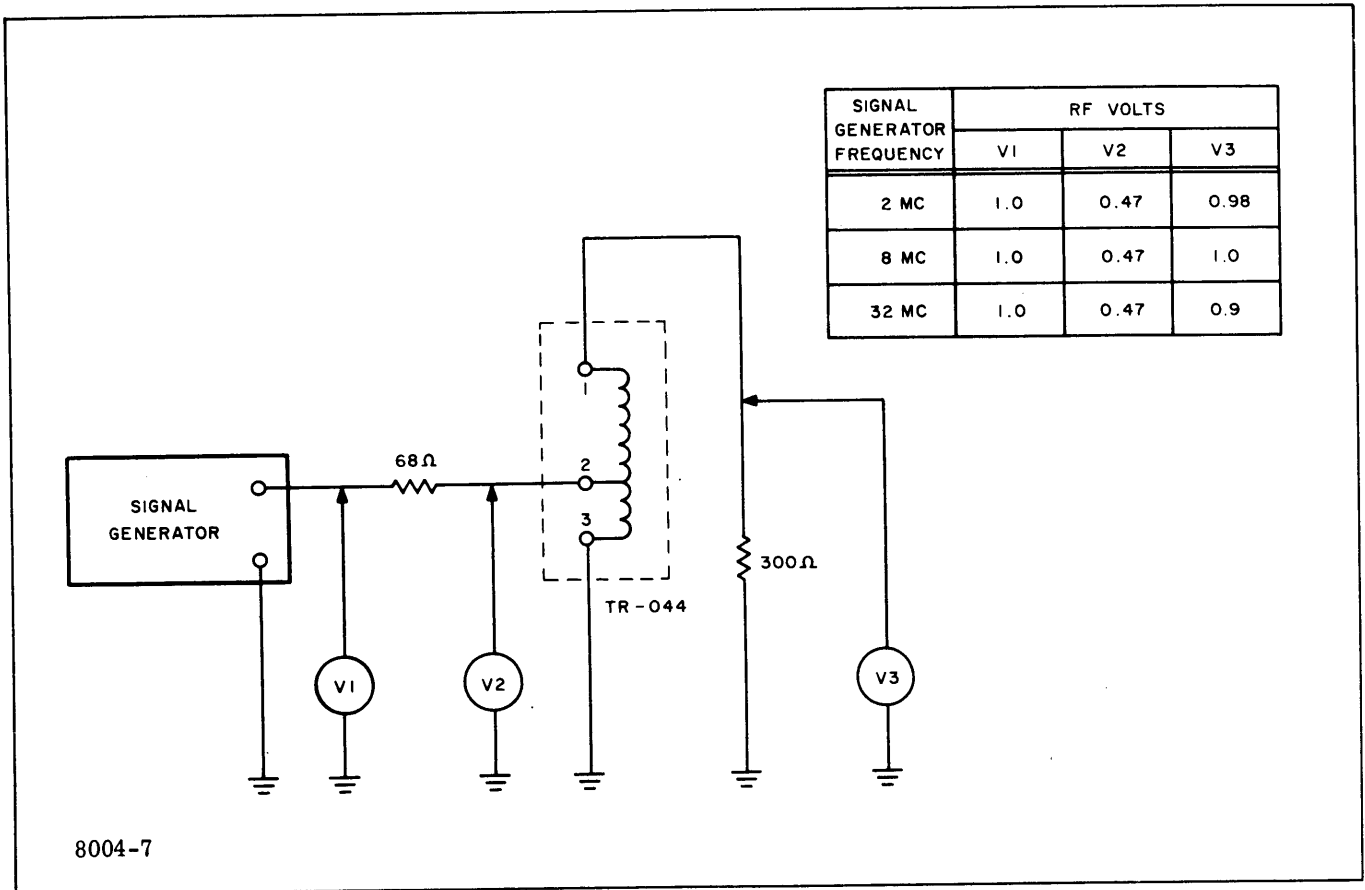 SIGNAL
GENERATOR
FREQUENCY
RF VOLTS
V1
V2
V3
2 MC
1.0
0.47
0.98
8 MC
1.0
0.47
1.0
32 MC
1.0
0.47
0.9
SIGNAL
GENERATOR
68Ω
1
2
3
TR-044
300Ω
V1
V2
V3
8004-7